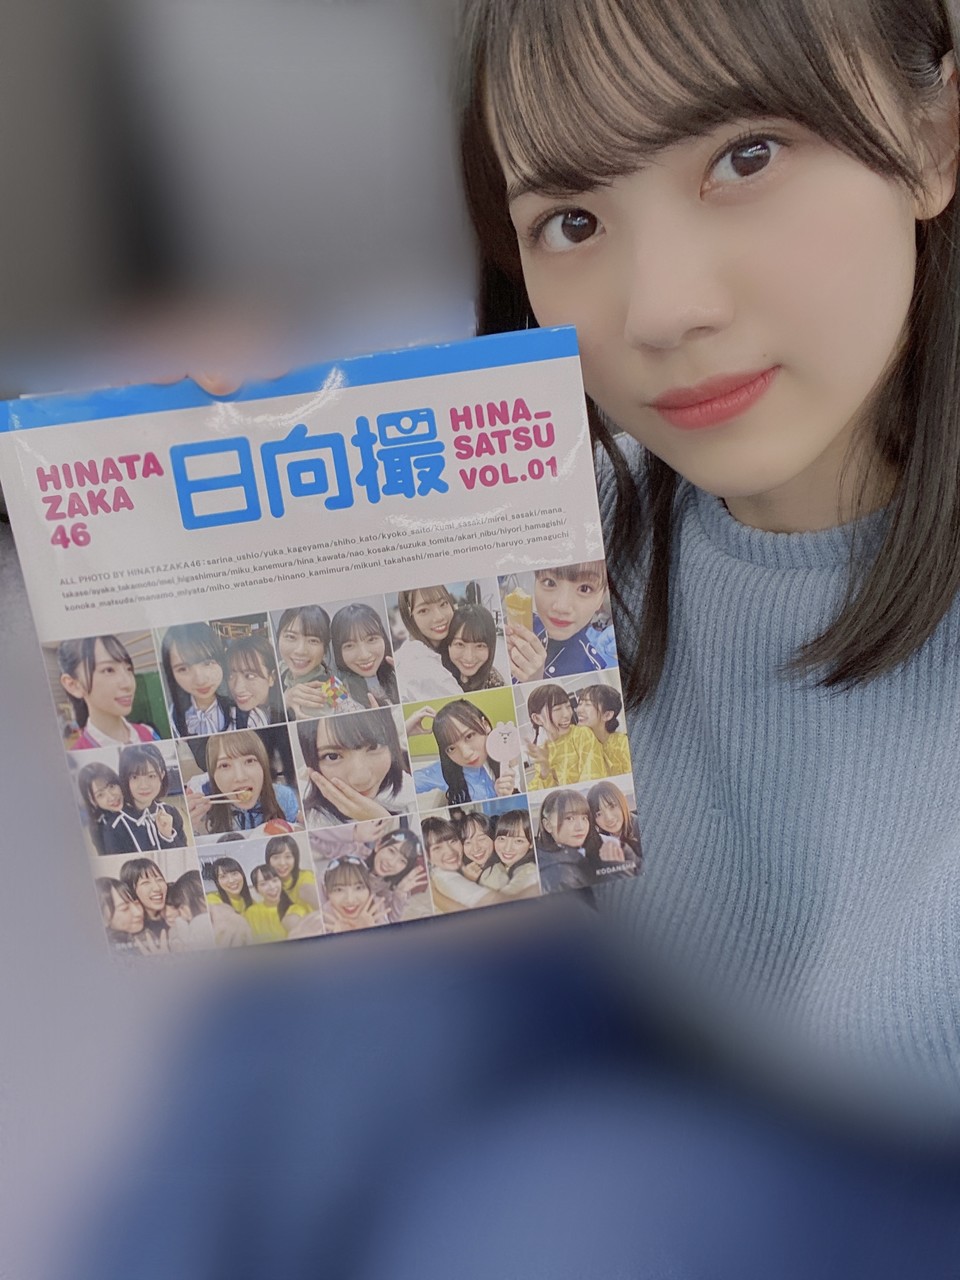 HINATA
ZAKA
46
日向撮
HINA_
SATSU
VOL.01
ALL PHOTO BY HINATAZAKA46:sarina_ushio/yuka_kageyama/shiho_kato/kyoko_saito/kumi_sasaki/mirei_sasaki/mana_
takase/ayaka_takamoto/mei_higashimura/miku_kanemura/hina_kawata/nao_kosaka/suzuka_tomita/akari_nibu/hiyori_hamagishi/
konoka_matsuda/manamo_miyata/miho_watanabe/hinano_kamimura/mikuni_takahashi/marie_morimoto/haruyo_yamaguchi
KODANSHA